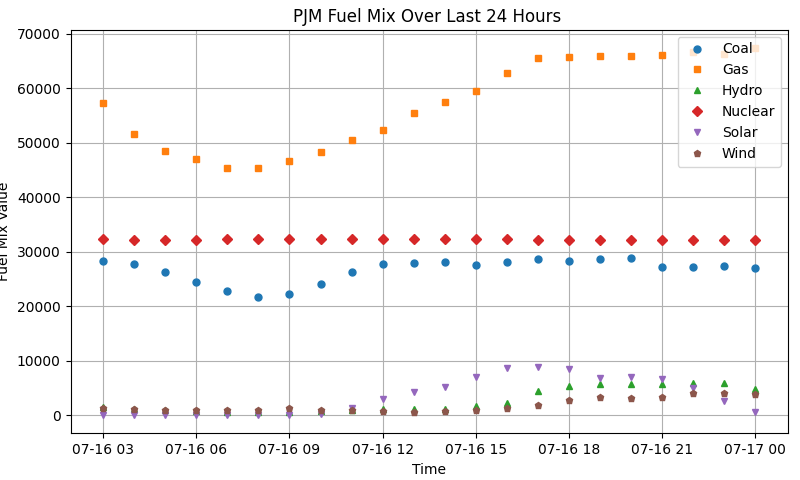 PJM Fuel Mix Over Last 24 Hours
70000
60000
50000
40000
30000
20000
10000
0
Fuel Mix Value
Coal
Gas
Hydro
Nuclear
Solar
Wind
07-16 03 07-16 06 07-16 09 07-16 12 07-16 15 07-16 18 07-16 21 07-17 00
Time